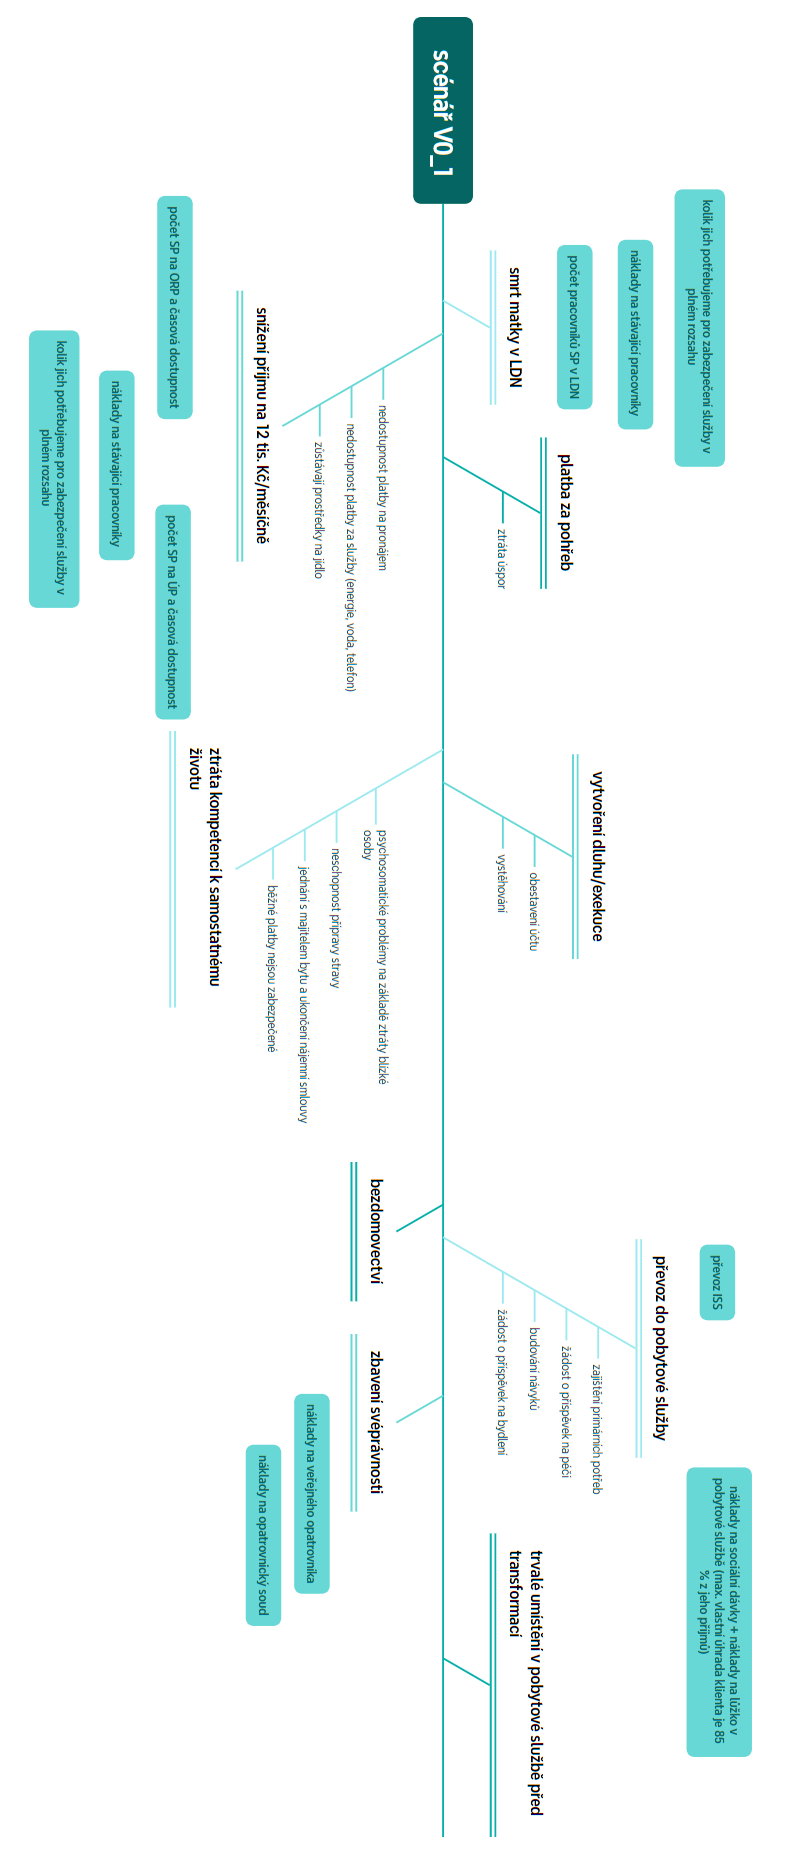 scénář V0_1
kolik jich potřebujeme pro zabezpečení služby v
plném rozsahu
náklady na stávající pracovníky
počet pracovníků SP v LDN
smrt matky v LDN
platba za pohřeb
ztráta úspor
nedostupnost platby na pronájem
nedostupnost platby za služby (energie, voda, telefon)
zůstávají prostředky na jídlo
snížení příjmu na 12 tis. Kč/měsíčně
počet SP na ORP a časová dostupnost
počet SP na ÚP a časová dostupnost
náklady na stávající pracovníky
kolik jich potřebujeme pro zabezpečení služby v
plném rozsahu
vytvoření dluhu/exekuce
obestavení účtu
vystěhování
psychosomatické problémy na základě ztráty blízké
osoby
neschopnost přípravy stravy
jednání s majitelem bytu a ukončení nájemní smlouvy
běžné platby nejsou zabezpečené
ztráta kompetencí k samostatnému
životu
bezdomovectví
převoz ISS
převoz do pobytové služby
zajištění primárních potřeb
žádost o příspěvek na péči
budování návyků
žádost o příspěvek na bydlení
zbavení svéprávnosti
náklady na veřejného opatrovníka
náklady na opatrovnický soud
náklady na sociální dávky + náklady na lůžko v
pobytové službě (max. vlastní úhrada klienta je 85
% z jeho příjmů)
trvalé umístění v pobytové službě před
transformací